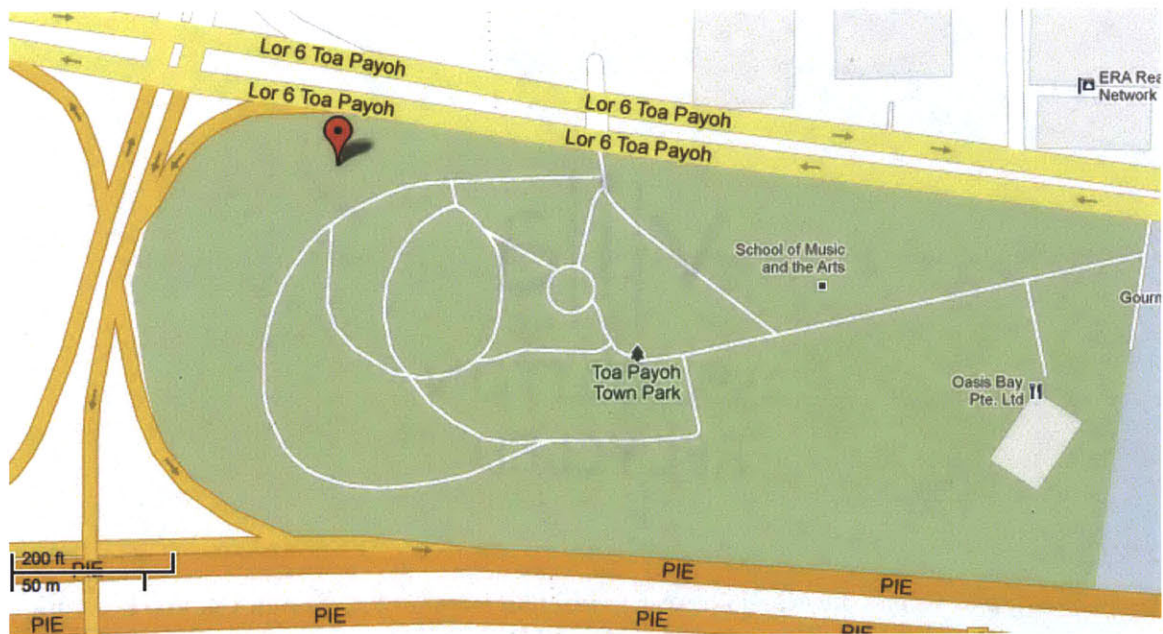 Lor 6 Toa Payoh
Lor 6 Toa Payoh
Lor 6 Toa Payoh
Lor 6 Toa Payoh
ERA Rea
Network
School of Music
and the Arts
Gourm
Toa Payoh
Town Park
Oasis Bay
Pte. Ltd
200 ft
50 m
PIE
PIE
PIE
PIE
PIE
PIE
PIE